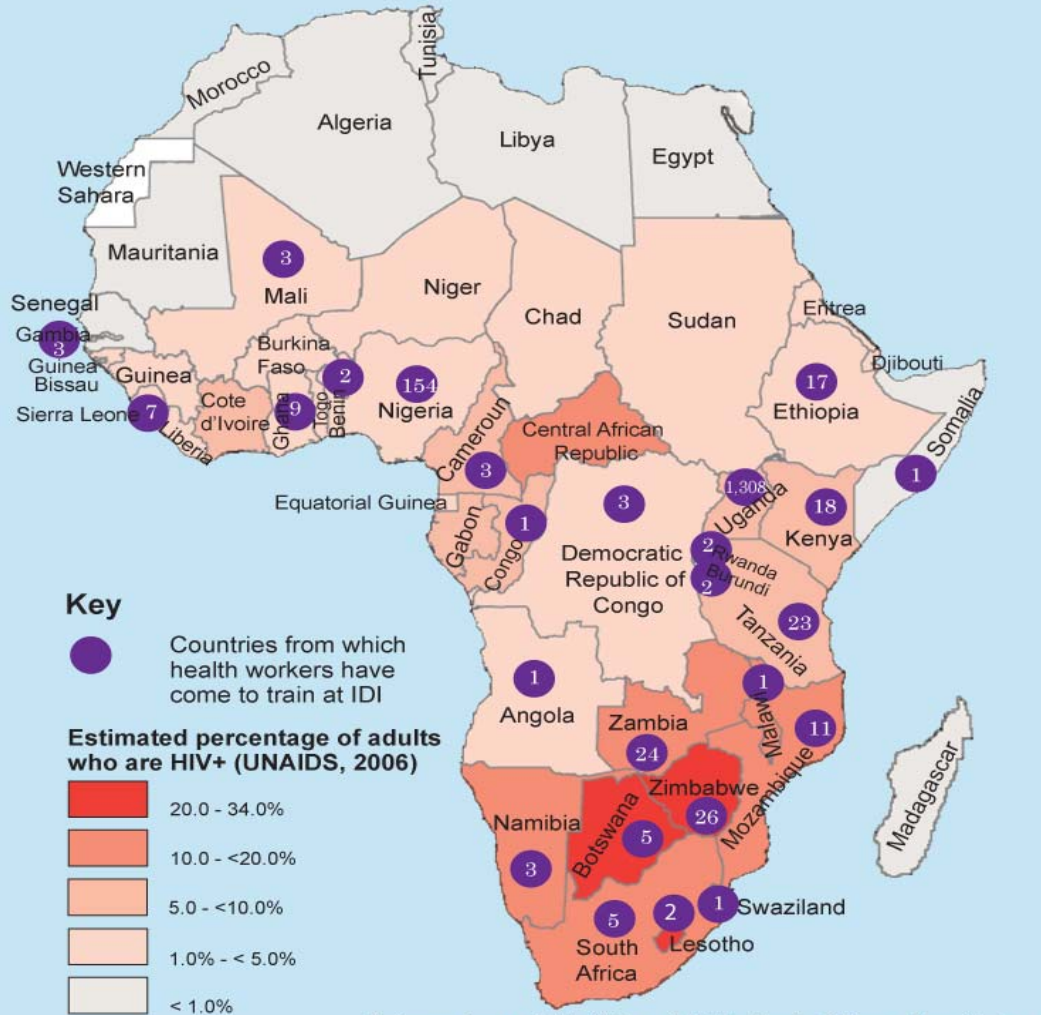 Morocco
Tunisia
Algeria
Libya
Egypt
Western
Sahara
Mauritania
3
Mali
Niger
Chad
Sudan
Eritrea
Djibouti
Senegal
Gambia
3
Guinea
Bissau
Guinea
Sierra Leone
7
Liberia
Cote
d'Ivoire
Burkina
Faso
Ghana
9
Togo
Benin
2
154
Nigeria
Cameroun
3
Central African
Republic
17
Ethiopia
Somalia
1
Equatorial Guinea
Gabon
Congo
1
3
Democratic
Republic of
Congo
1,308
Uganda
18
Kenya
2
Rwanda
2
Burundi
23
Tanzania
1
Angola
Zambia
24
1
Malawi
11
Mozambique
Zimbabwe
26
Namibia
3
Botswana
5
5
South
Africa
2
Lesotho
1
Swaziland
Madagascar
Key
Countries from which
health workers have
come to train at IDI
Estimated percentage of adults
who are HIV+ (UNAIDS, 2006)
20.0 - 34.0%
10.0 - <20.0%
5.0 - <10.0%
1.0% - < 5.0%
< 1.0%